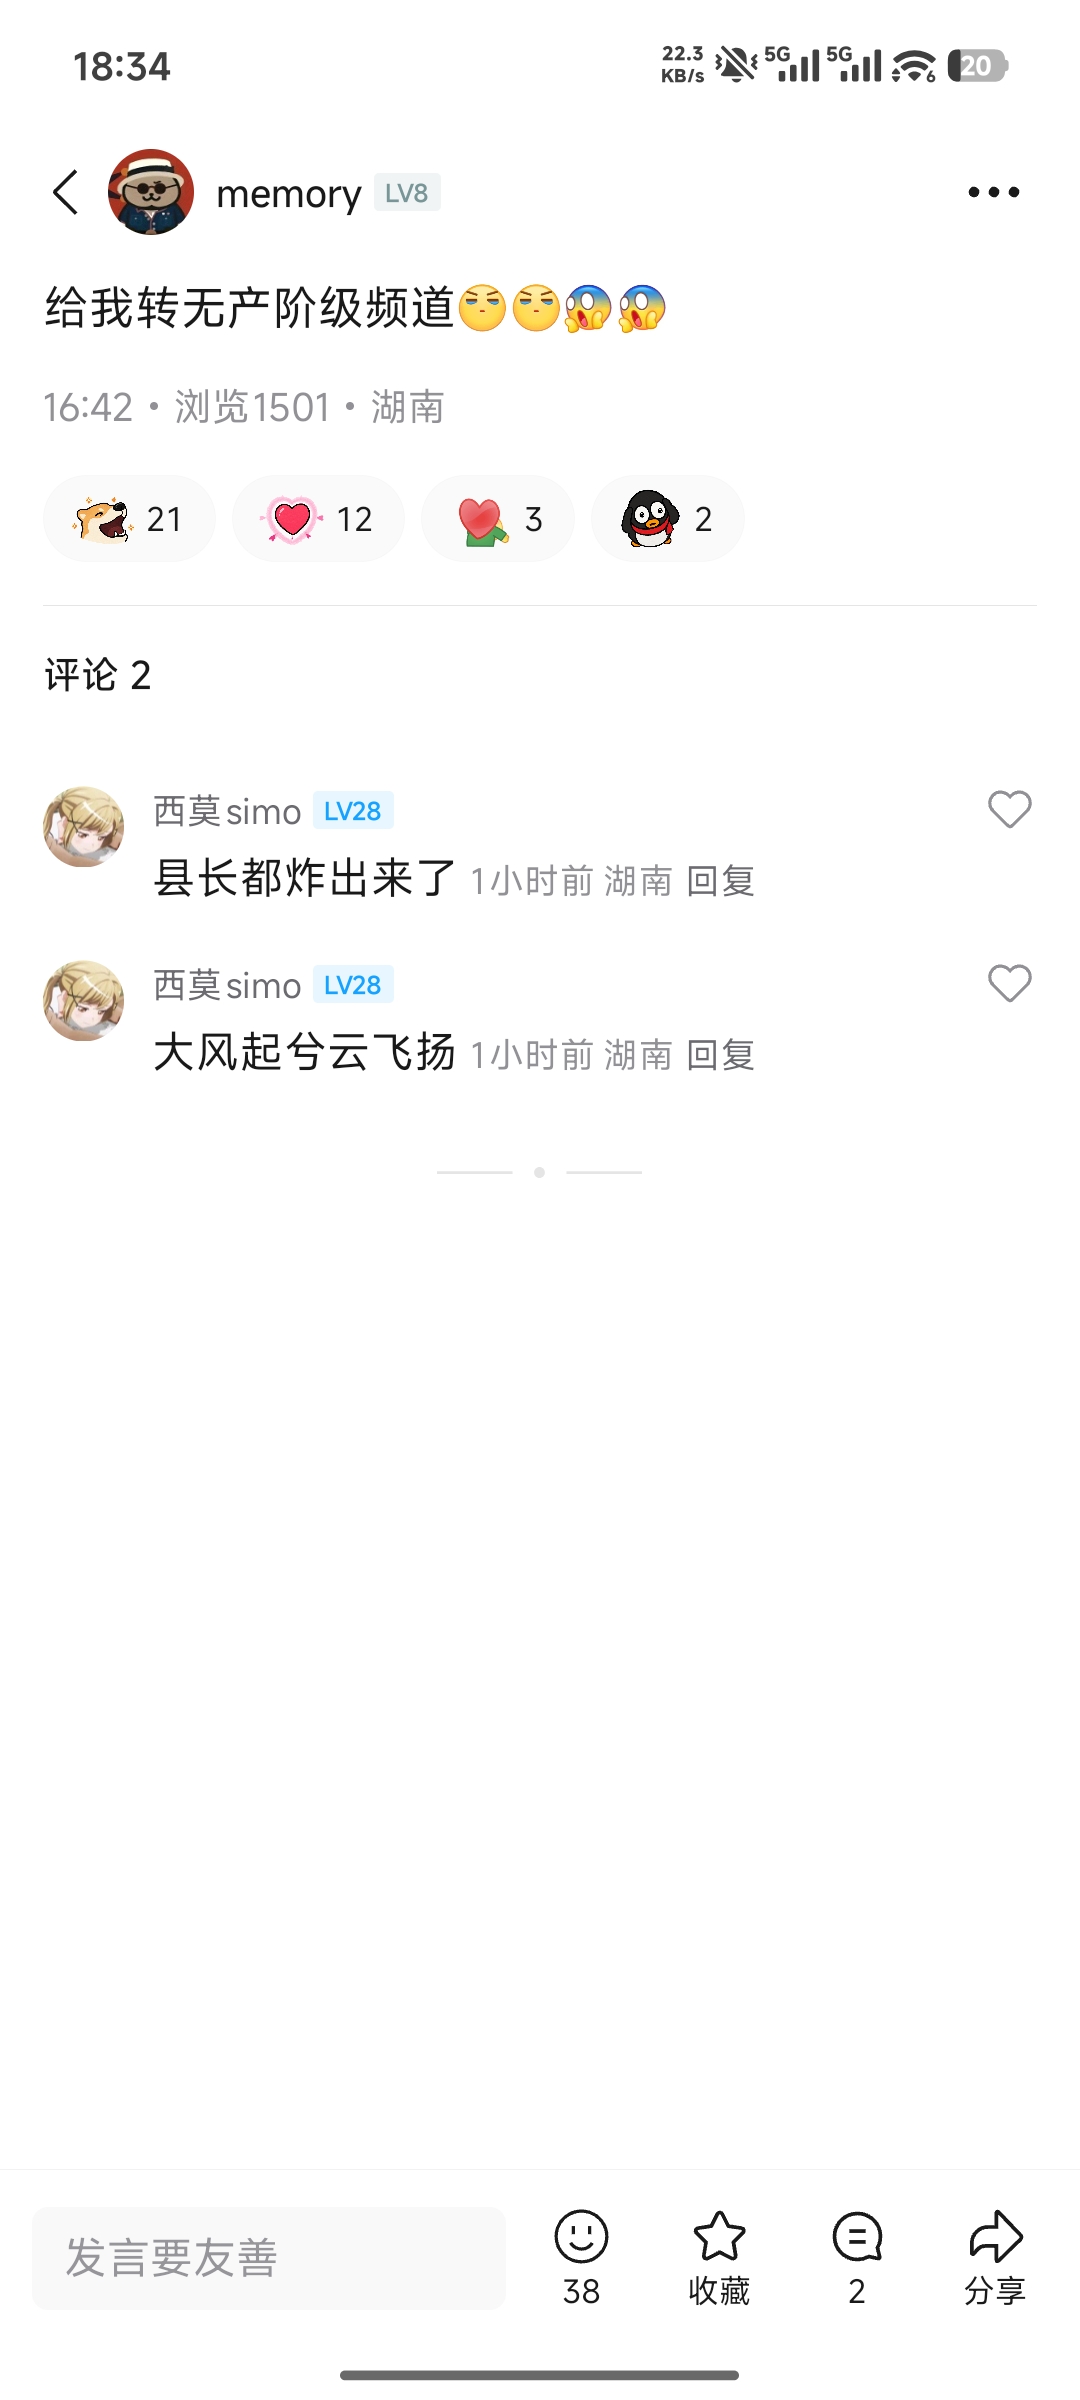 18:34 22.3 KB/s 5G 5G 6 20
memory LV8
给我转无产阶级频道😒😒😱😱
16:42 • 浏览1501 • 湖南
21 12 3 2
评论 2
西莫simo LV28
县长都炸出来了 1小时前 湖南 回复
西莫simo LV28
大风起兮云飞扬 1小时前 湖南 回复
发言要友善
38 收藏 2 分享